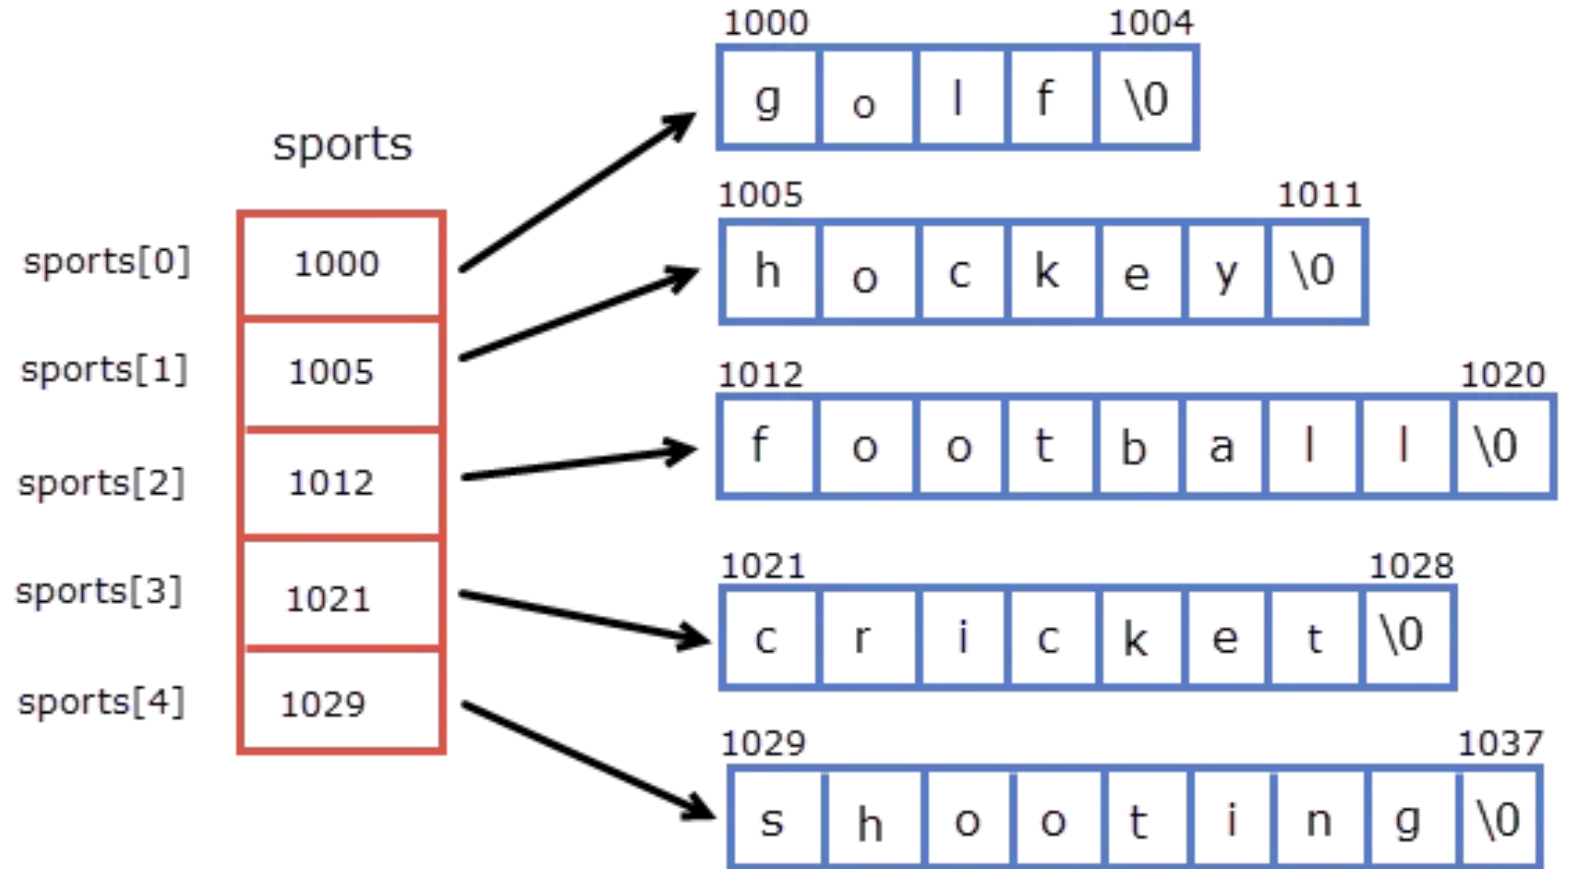 sports
sports[0] 1000
sports[1] 1005
sports[2] 1012
sports[3] 1021
sports[4] 1029
1000 1004
g o l f \0
1005 1011
h o c k e y \0
1012 1020
f o o t b a l l \0
1021 1028
c r i c k e t \0
1029 1037
s h o o t i n g \0